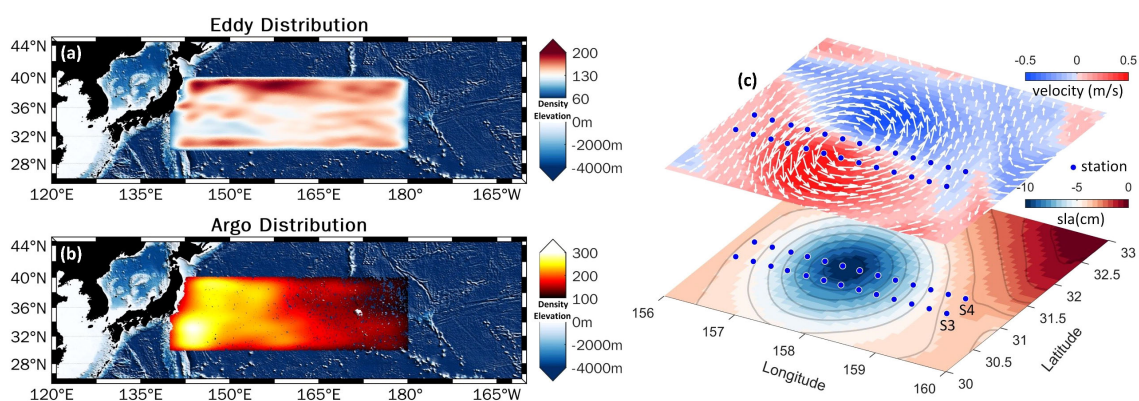 Eddy Distribution
(a)
44°N
40°N
36°N
32°N
28°N
120°E 135°E 150°E 165°E 180° 165°W
200
130
60
Density
Elevation
0m
-2000m
-4000m
Argo Distribution
(b)
44°N
40°N
36°N
32°N
28°N
120°E 135°E 150°E 165°E 180° 165°W
300
200
100
Density
Elevation
0m
-2000m
-4000m
(c)
-0.5 0 0.5
velocity (m/s)
station
-10 -5 0
sla(cm)
S3 S4
156
157
158
159
160
Longitude
30
30.5
31
31.5
32
32.5
33
Latitude